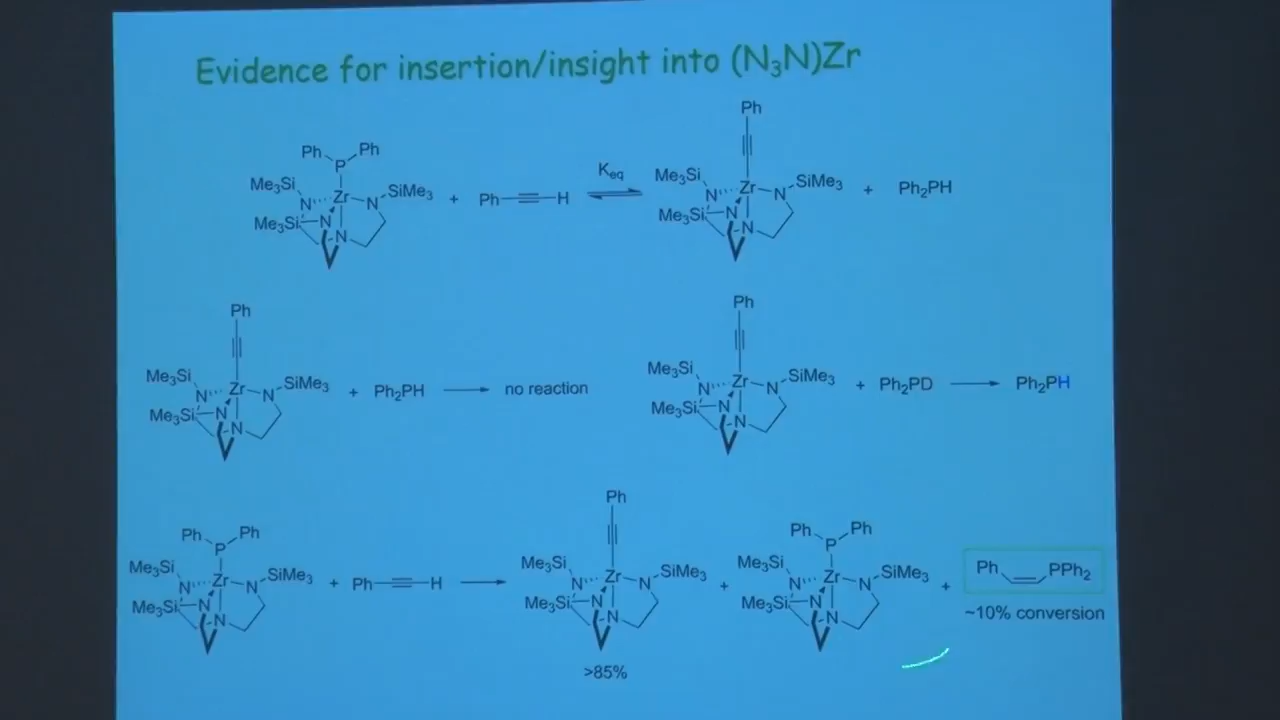 Evidence for insertion/insight into (N₃N)Zr
Ph Ph
P
Me₃Si
Zr
SiMe₃
N
N
Me₃Si
N
N
+
Ph
H
Keq
Ph
Me₃Si
Zr
SiMe₃
N
N
Me₃Si
N
N
+
Ph₂PH
Ph
Me₃Si
Zr
SiMe₃
N
N
Me₃Si
N
N
+ Ph₂PH
no reaction
Ph
Me₃Si
Zr
SiMe₃
N
N
Me₃Si
N
N
+ Ph₂PD
Ph₂PH
Ph Ph
P
Me₃Si
Zr
SiMe₃
N
N
Me₃Si
N
N
+
Ph
H
Ph
Me₃Si
Zr
SiMe₃
N
N
Me₃Si
N
N
>85%
+
Ph Ph
P
Me₃Si
Zr
SiMe₃
N
N
Me₃Si
N
N
+
Ph
PPh₂
~10% conversion